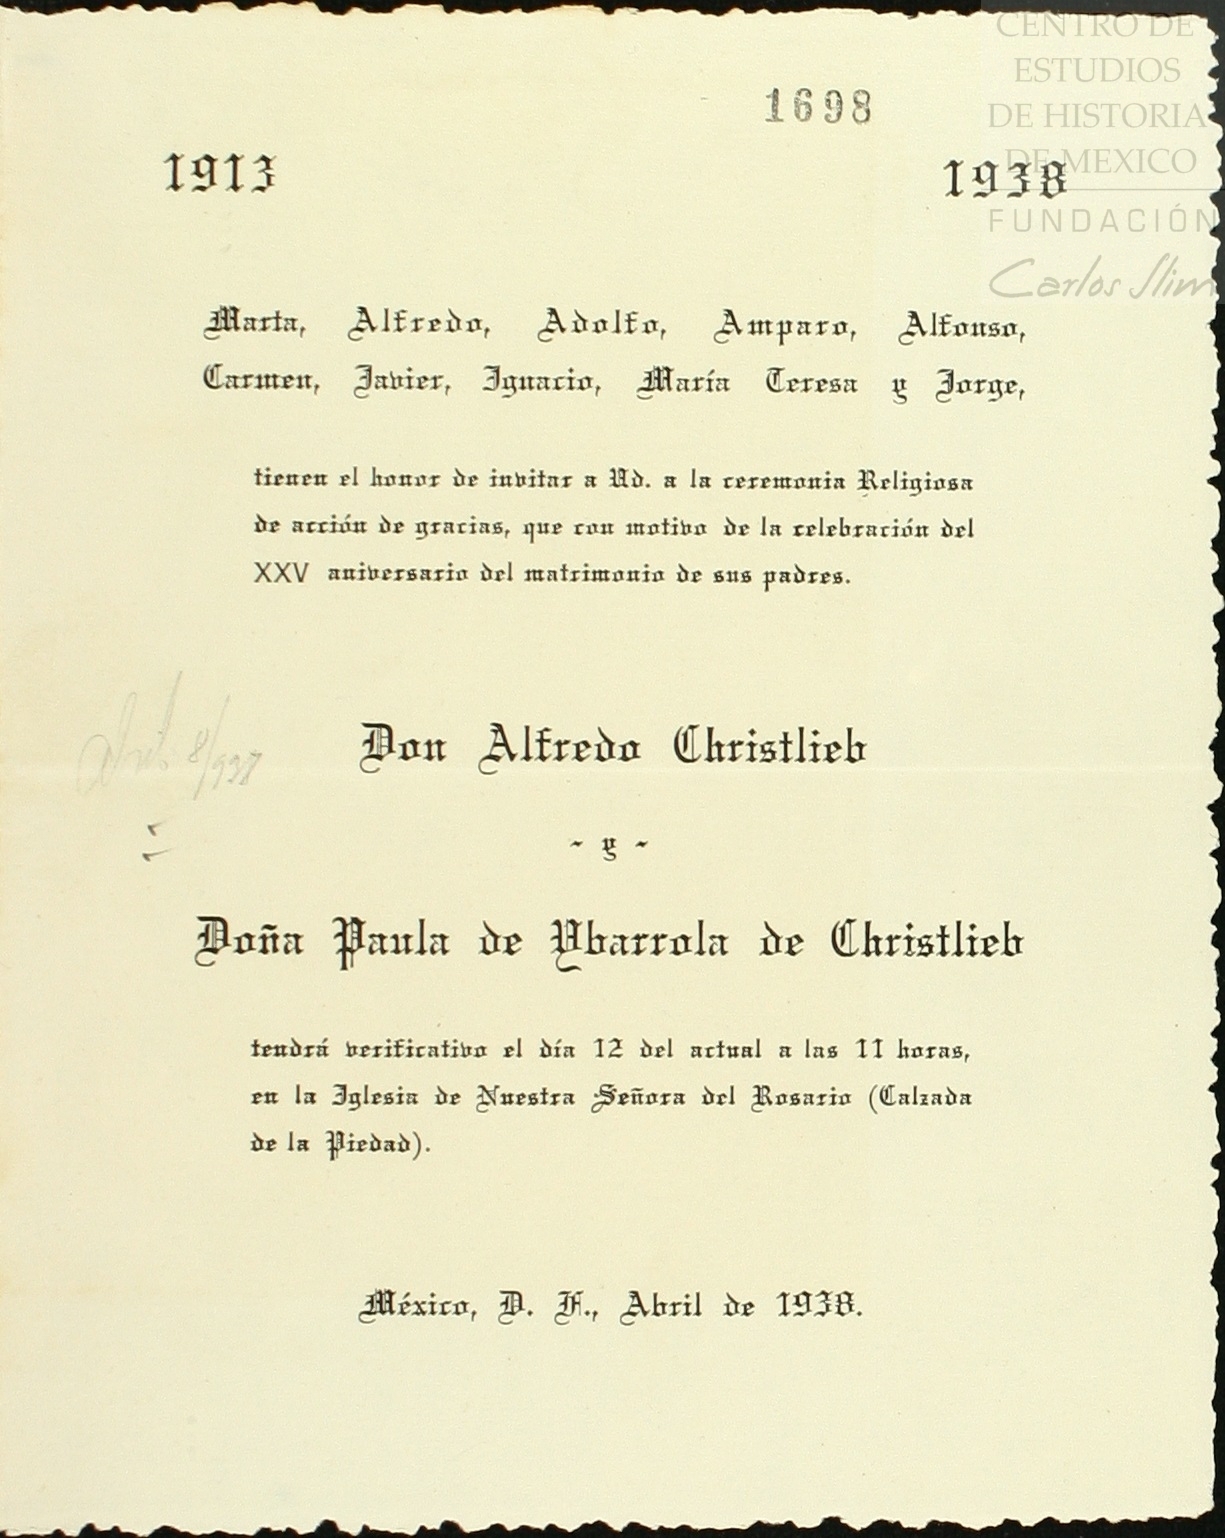 CENTRO DE
ESTUDIOS
DE HISTORIA
DE MEXICO
FUNDACIÓN
Carlos Slim
1698
1913 1938
Marta, Alfredo, Adolfo, Amparo, Alfonso,
Carmen, Javier, Ignacio, María Teresa y Jorge,
tienen el honor de invitar a Ud. a la ceremonia Religiosa
de acción de gracias, que con motivo de la celebración del
XXV aniversario del matrimonio de sus padres.
Abril 8/938
Don Alfredo Christlieb
- y -
Doña Paula de Ybarrola de Christlieb
tendrá verificativo el día 12 del actual a las 11 horas,
en la Iglesia de Nuestra Señora del Rosario (Calzada
de la Piedad).
México, D. F., Abril de 1938.